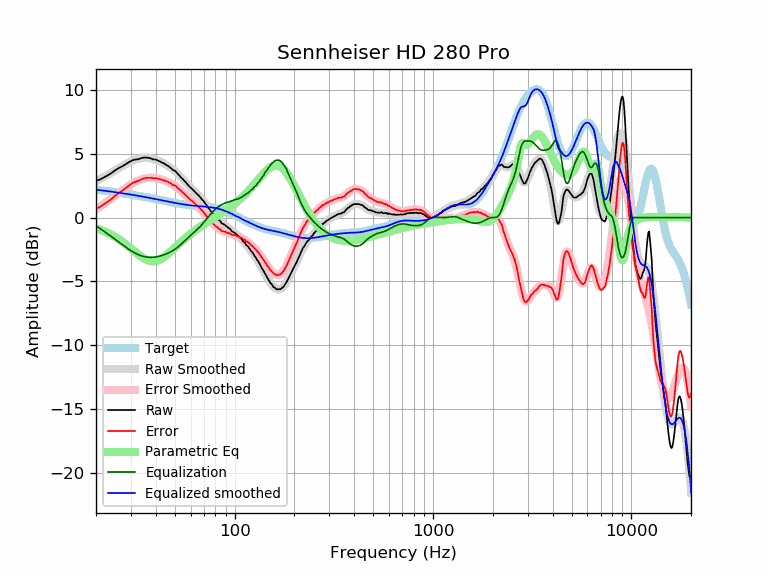 Sennheiser HD 280 Pro
Amplitude (dBr)
10
5
0
−5
−10
−15
−20
Target
Raw Smoothed
Error Smoothed
Raw
Error
Parametric Eq
Equalization
Equalized smoothed
100 1000 10000
Frequency (Hz)